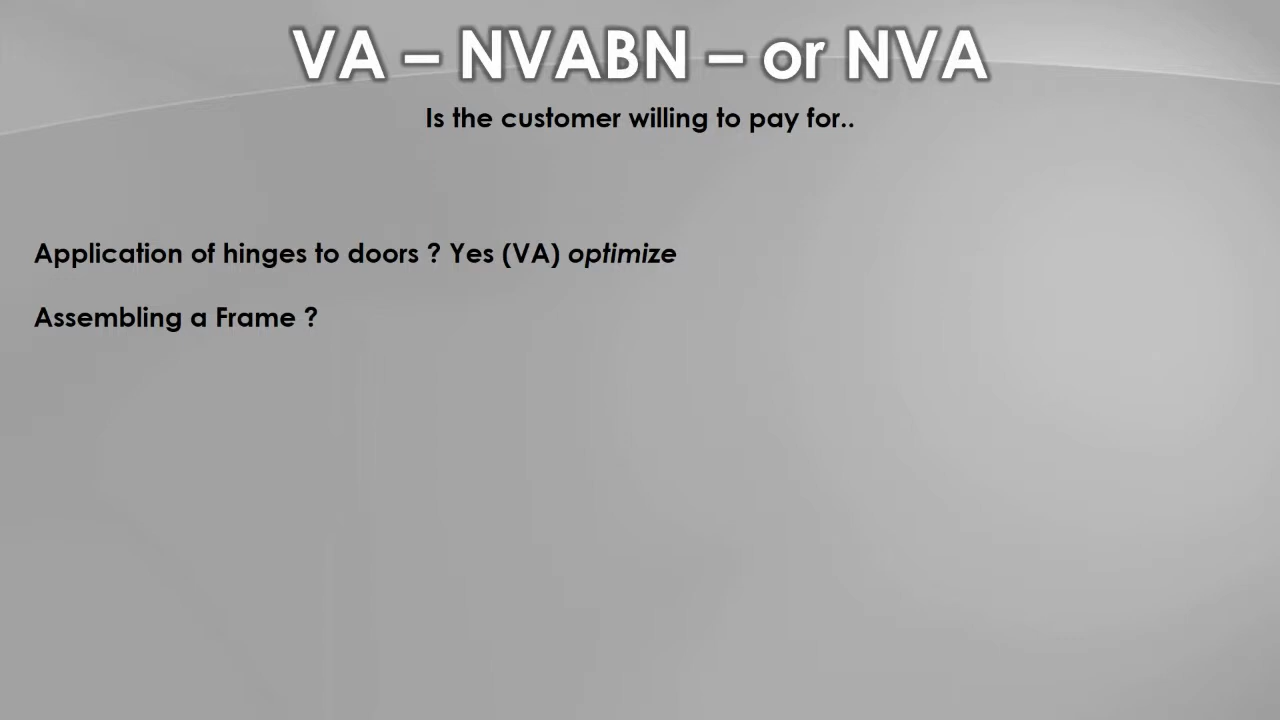 VA – NVABN – or NVA
Is the customer willing to pay for..
Application of hinges to doors ? Yes (VA) optimize
Assembling a Frame ?